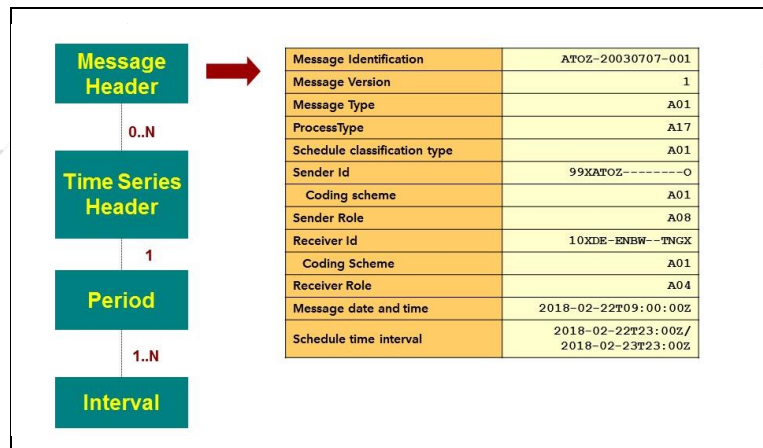 Message
Header
0..N
Time Series
Header
1
Period
1..N
Interval
Message Identification ATOZ-20030707-001
Message Version 1
Message Type A01
ProcessType A17
Schedule classification type A01
Sender Id 99XATOZ--------O
Coding scheme A01
Sender Role A08
Receiver Id 10XDE-ENBW--TNGX
Coding Scheme A01
Receiver Role A04
Message date and time 2018-02-22T09:00:00Z
Schedule time interval 2018-02-22T23:00Z/
2018-02-23T23:00Z